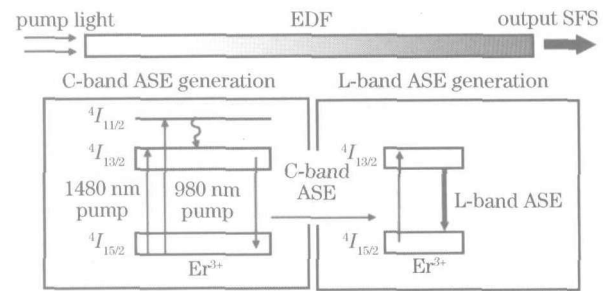 pump light EDF output SFS
C-band ASE generation L-band ASE generation
⁴I₁₁/₂
⁴I₁₃/₂ ⁴I₁₃/₂
1480 nm pump
980 nm pump
C-band ASE
L-band ASE
⁴I₁₅/₂ ⁴I₁₅/₂
Er³⁺ Er³⁺